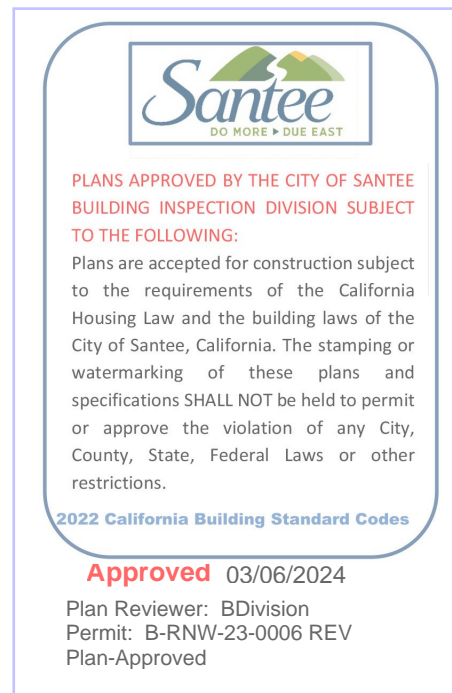 Santee
DO MORE ▶ DUE EAST
PLANS APPROVED BY THE CITY OF SANTEE
BUILDING INSPECTION DIVISION SUBJECT
TO THE FOLLOWING:
Plans are accepted for construction subject
to the requirements of the California
Housing Law and the building laws of the
City of Santee, California. The stamping or
watermarking of these plans and
specifications SHALL NOT be held to permit
or approve the violation of any City,
County, State, Federal Laws or other
restrictions.
2022 California Building Standard Codes
Approved 03/06/2024
Plan Reviewer: BDivision
Permit: B-RNW-23-0006 REV
Plan-Approved